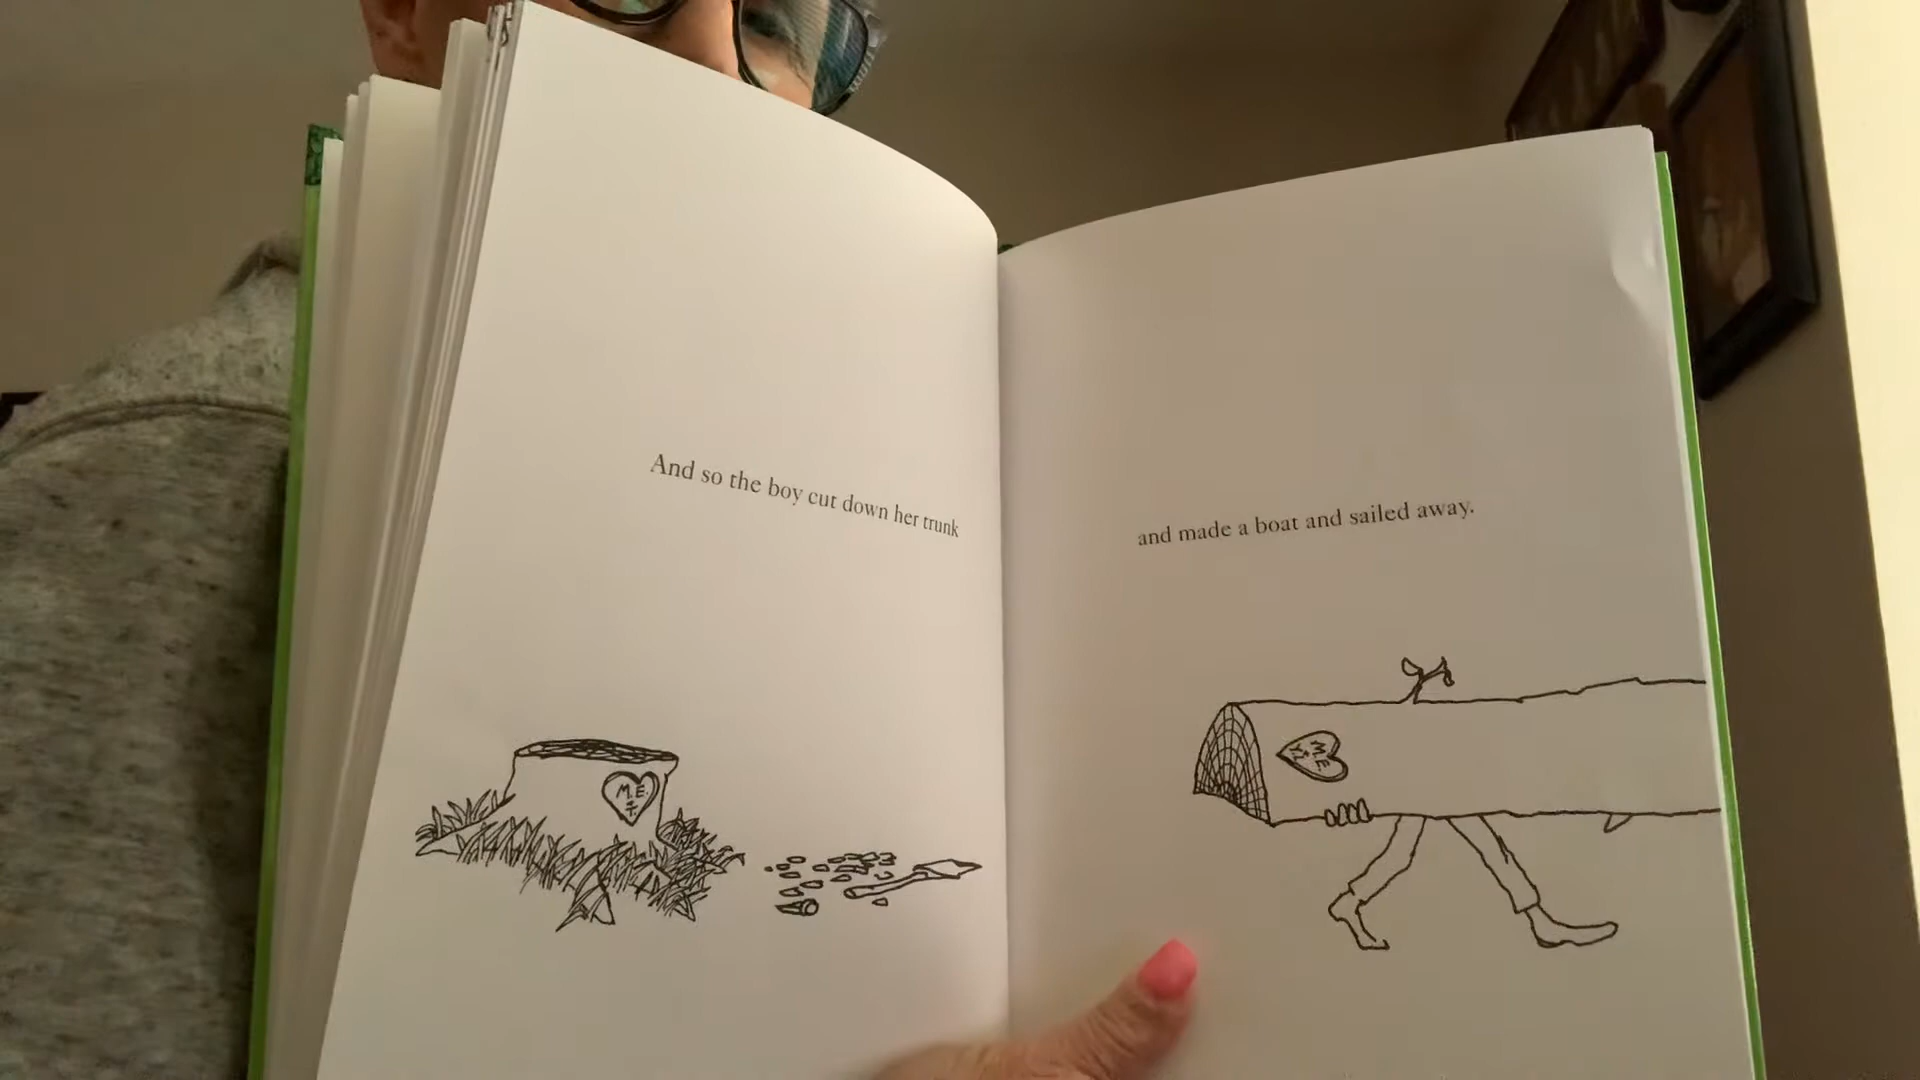 And so the boy cut down her trunk
and made a boat and sailed away.
M.E.
+
T
M.E.
Y.L.